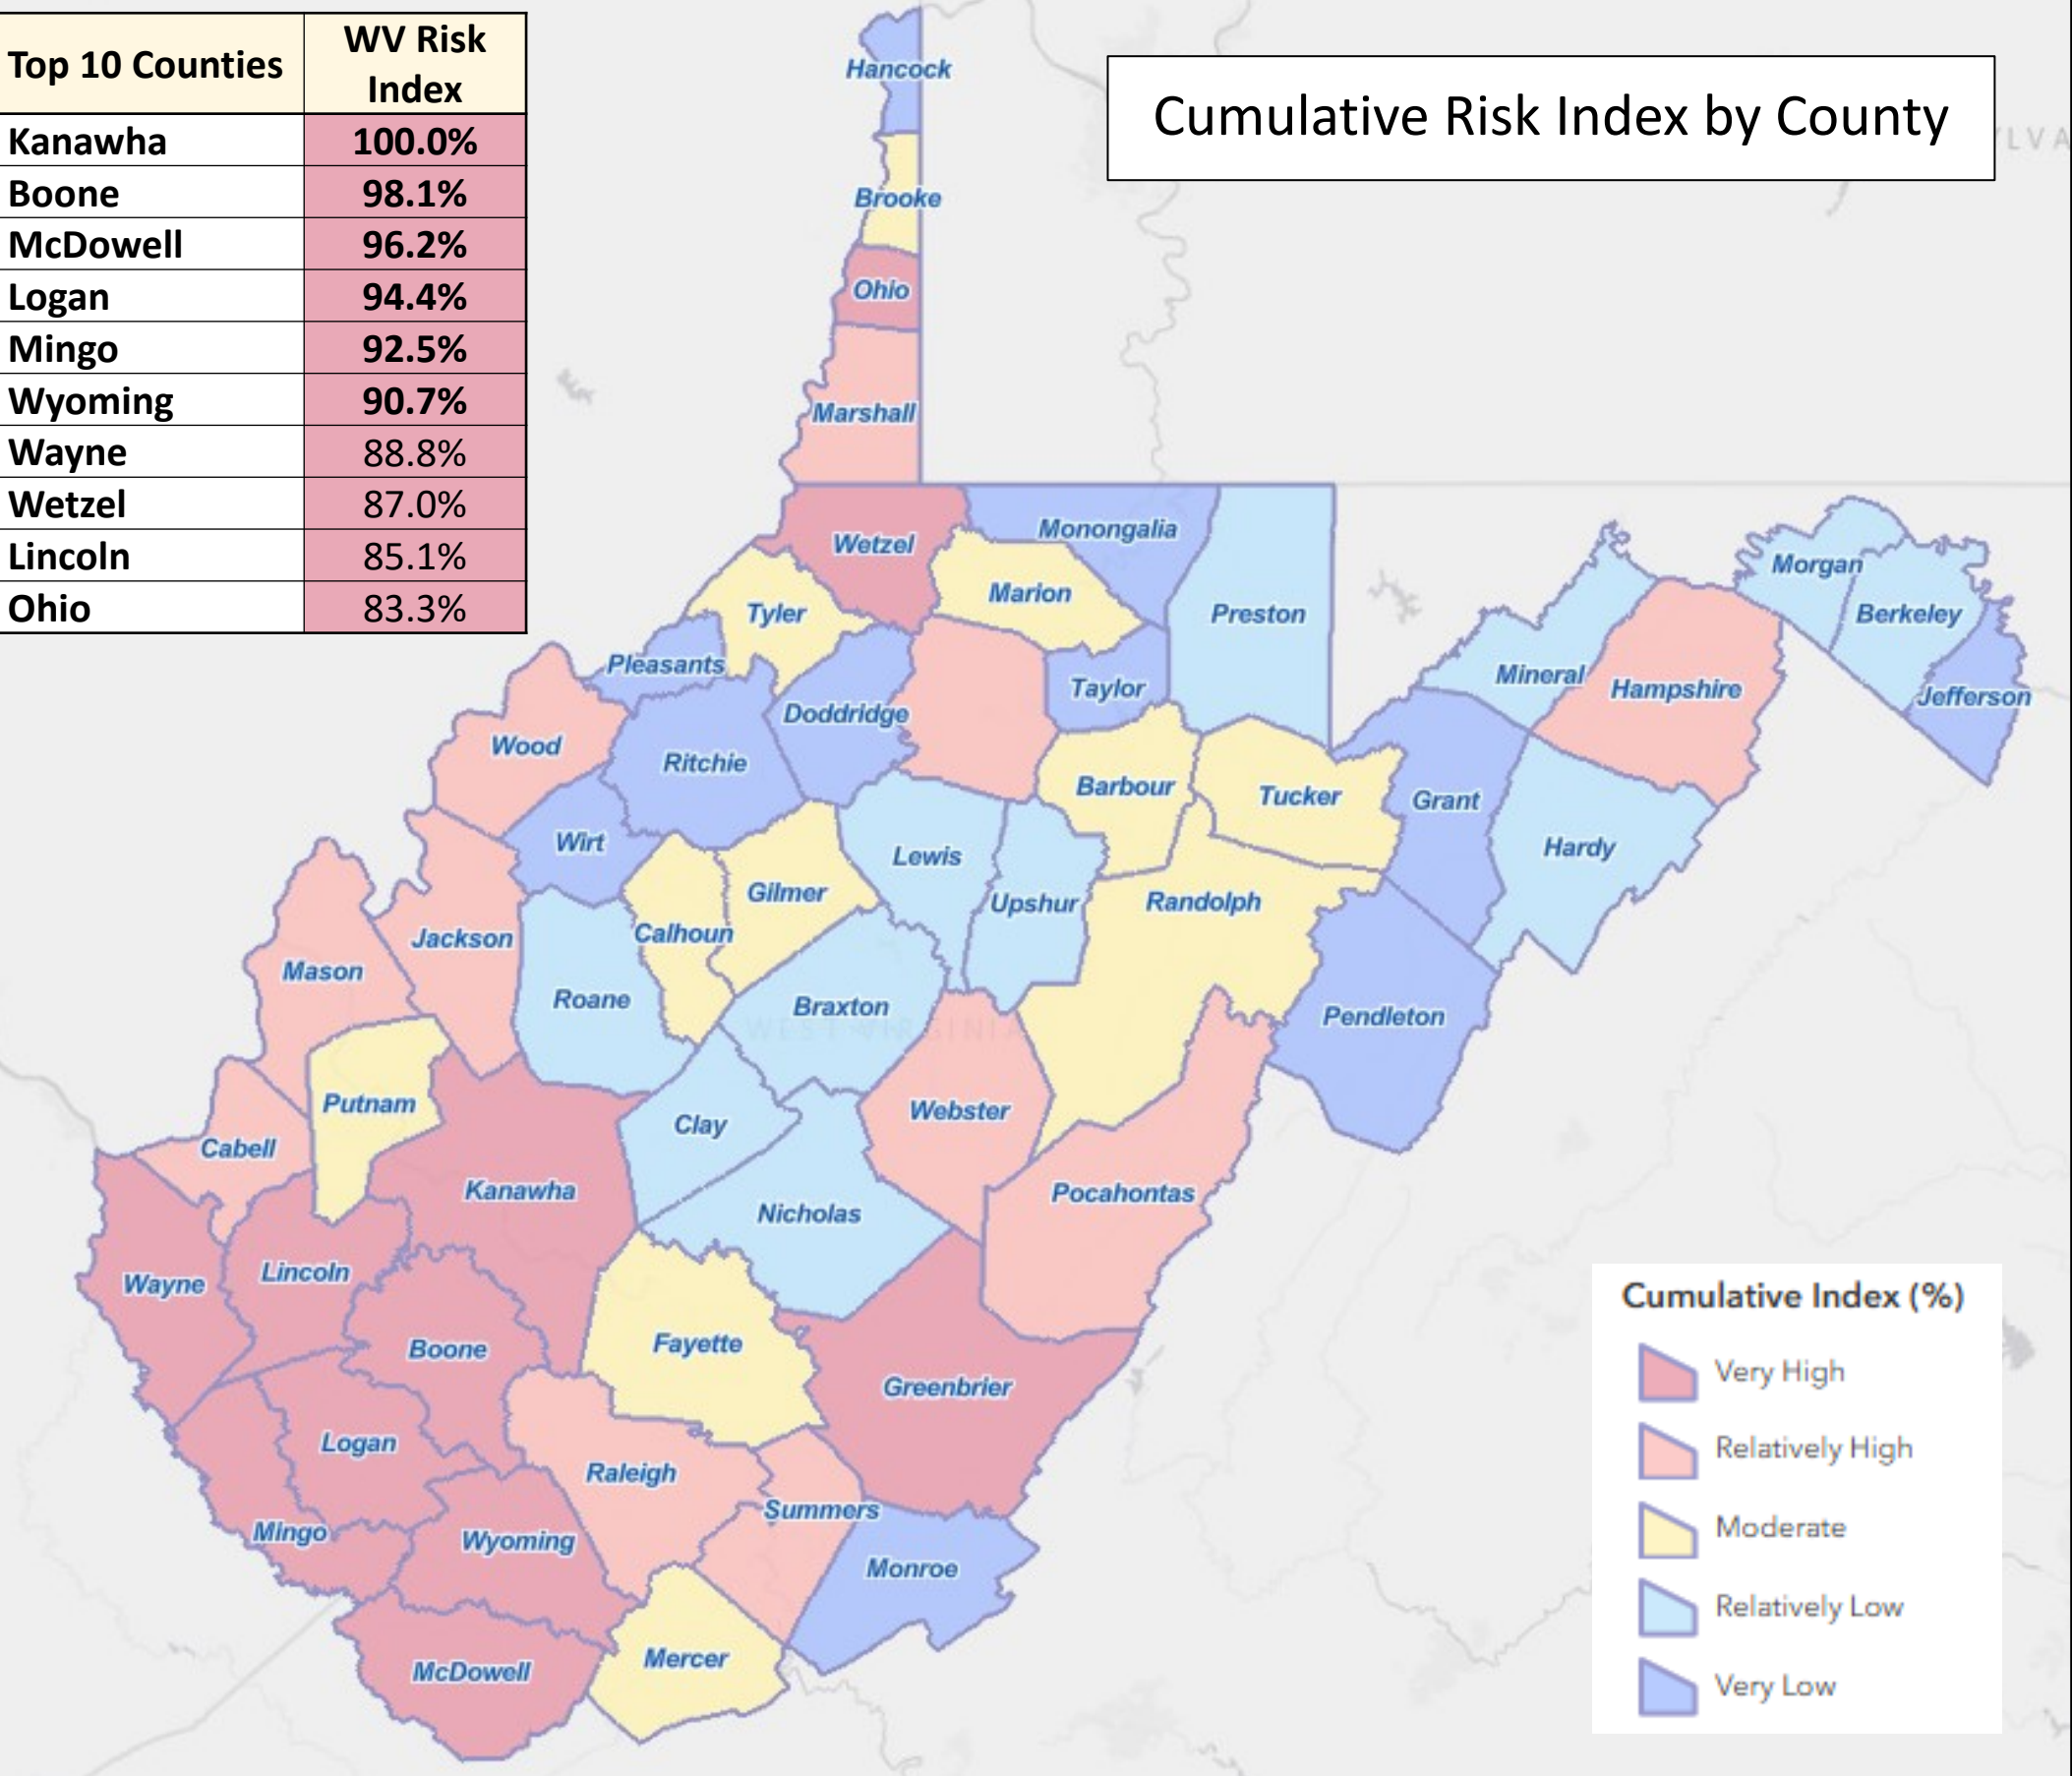 Top 10 Counties
WV Risk
Index
Kanawha 100.0%
Boone 98.1%
McDowell 96.2%
Logan 94.4%
Mingo 92.5%
Wyoming 90.7%
Wayne 88.8%
Wetzel 87.0%
Lincoln 85.1%
Ohio 83.3%
Cumulative Risk Index by County
Hancock
Brooke
Ohio
Marshall
Wetzel
Monongalia
Marion
Preston
Tyler
Pleasants
Taylor
Doddridge
Wood
Ritchie
Morgan
Berkeley
Mineral
Hampshire
Jefferson
Barbour
Tucker
Grant
Hardy
Wirt
Lewis
Gilmer
Upshur
Randolph
Calhoun
Jackson
Mason
Roane
Braxton
WEST VIRGINIA
Pendleton
Putnam
Clay
Webster
Cabell
Kanawha
Nicholas
Pocahontas
Wayne
Lincoln
Boone
Fayette
Greenbrier
Logan
Raleigh
Summers
Mingo
Wyoming
Monroe
McDowell
Mercer
Cumulative Index (%)
Very High
Relatively High
Moderate
Relatively Low
Very Low